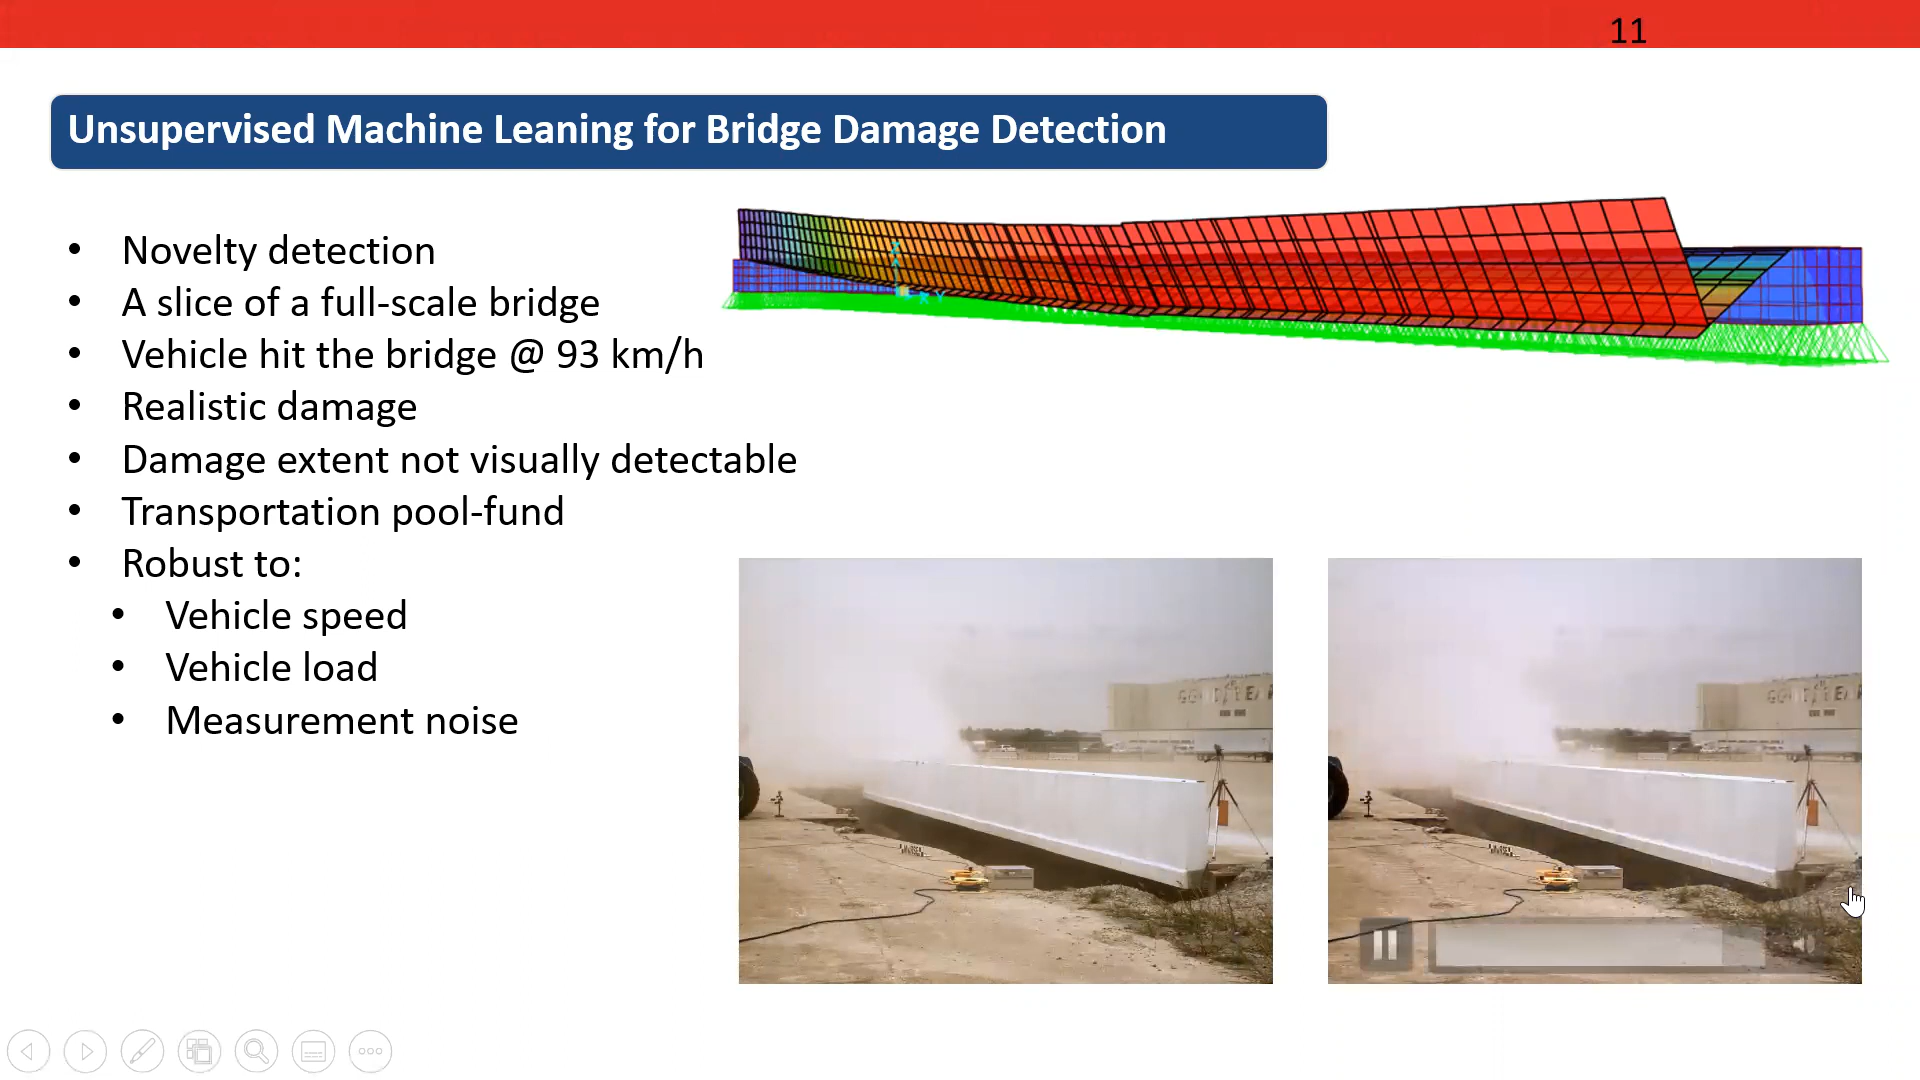 11
Unsupervised Machine Leaning for Bridge Damage Detection
• Novelty detection
• A slice of a full-scale bridge
• Vehicle hit the bridge @ 93 km/h
• Realistic damage
• Damage extent not visually detectable
• Transportation pool-fund
• Robust to:
• Vehicle speed
• Vehicle load
• Measurement noise